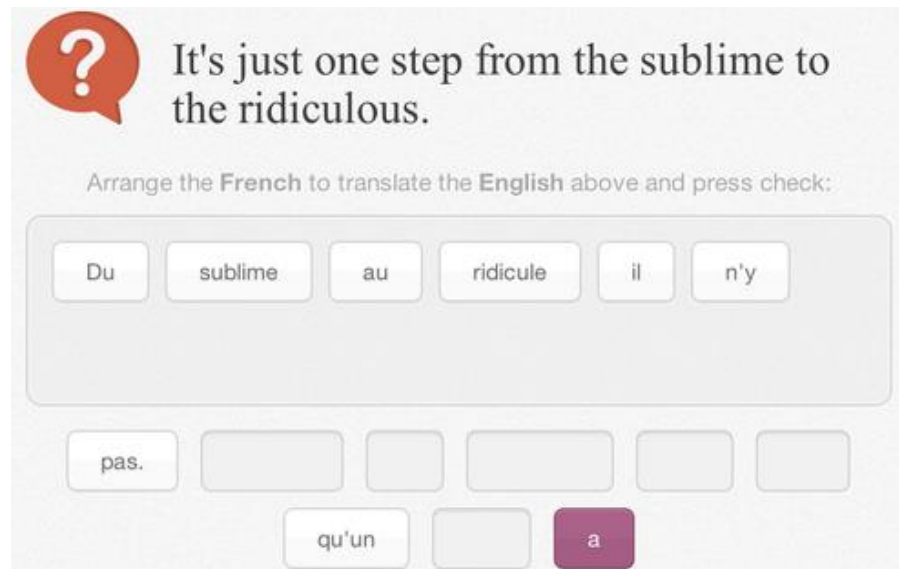 ?
It's just one step from the sublime to
the ridiculous.
Arrange the French to translate the English above and press check:
Du sublime au ridicule il n'y
pas.
qu'un a